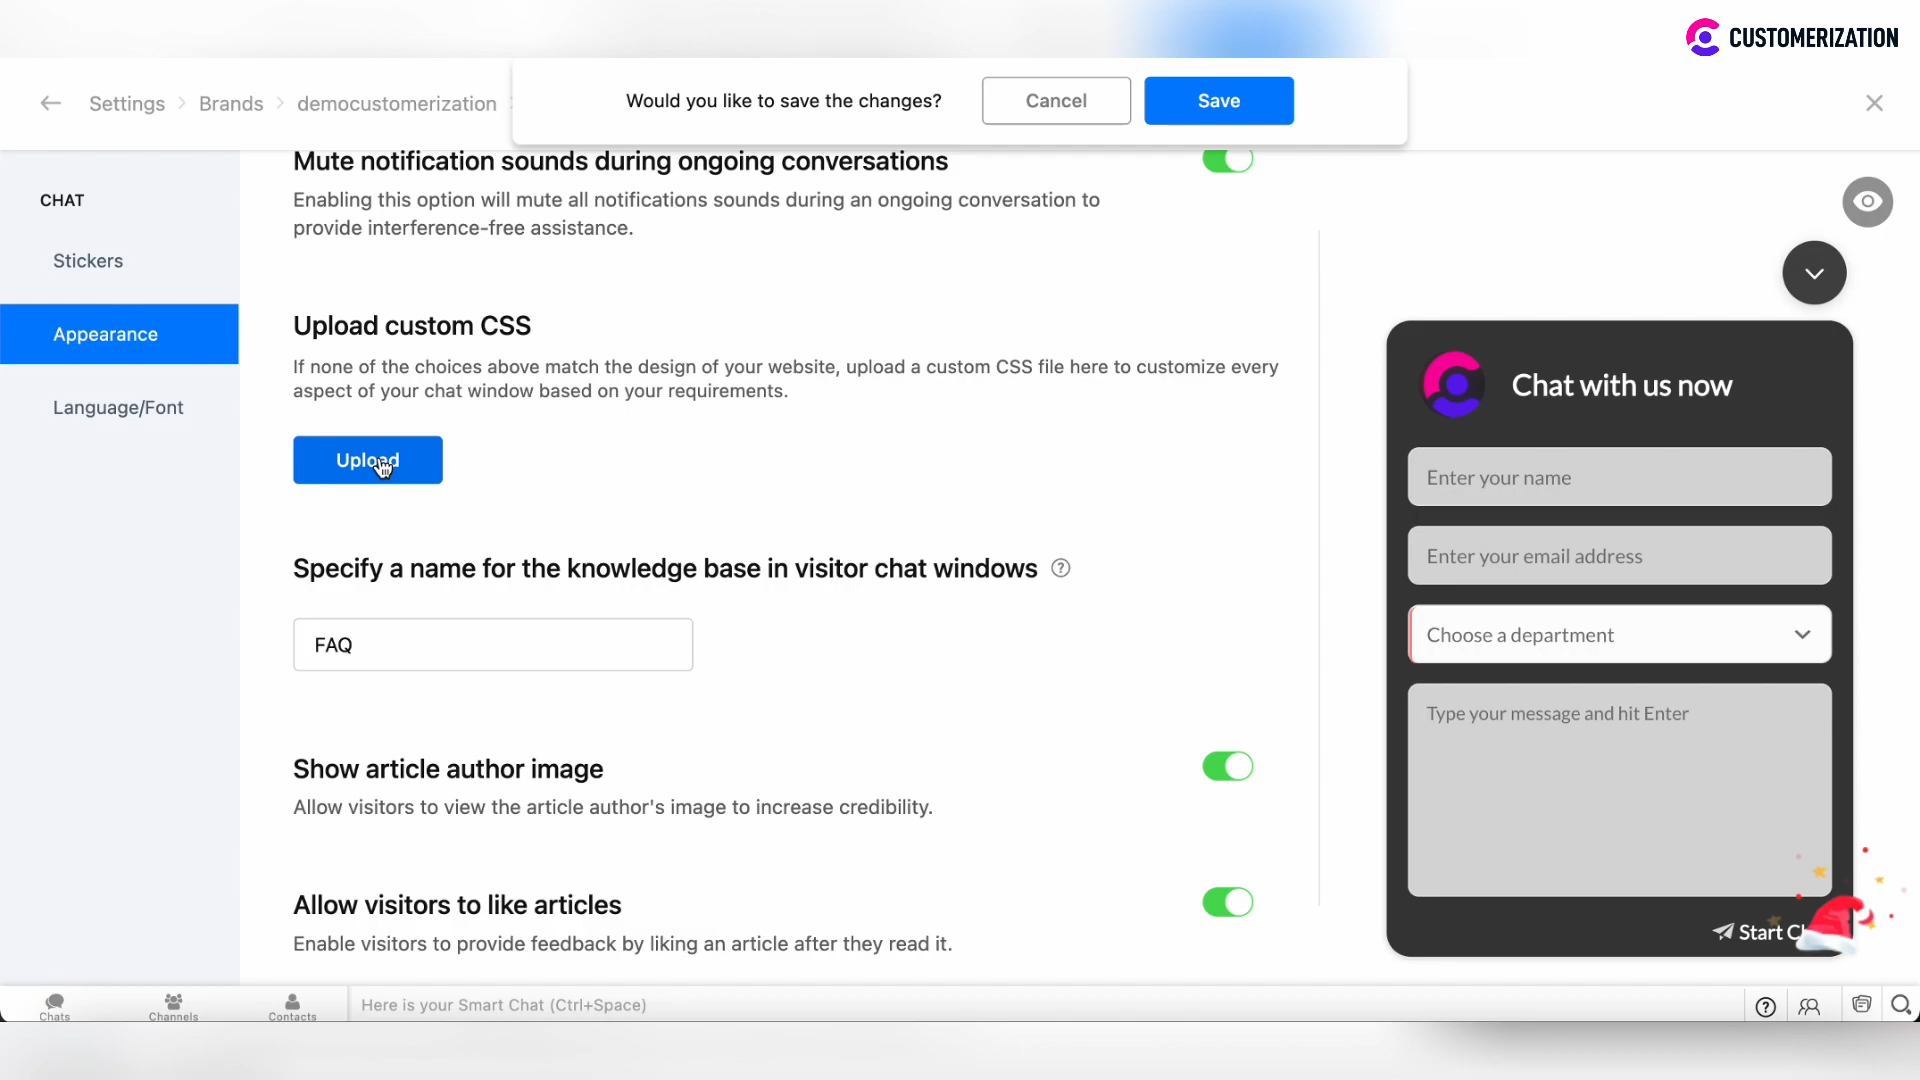 CUSTOMERIZATION
Would you like to save the changes?
Cancel
Save
Settings
Brands
democustomerization
CHAT
Stickers
Appearance
Language/Font
Mute notification sounds during ongoing conversations
Enabling this option will mute all notifications sounds during an ongoing conversation to
provide interference-free assistance.
Upload custom CSS
If none of the choices above match the design of your website, upload a custom CSS file here to customize every
aspect of your chat window based on your requirements.
Upload
Specify a name for the knowledge base in visitor chat windows
FAQ
Show article author image
Allow visitors to view the article author's image to increase credibility.
Allow visitors to like articles
Enable visitors to provide feedback by liking an article after they read it.
Chat with us now
Enter your name
Enter your email address
Choose a department
Type your message and hit Enter
Start
Chats
Channels
Contacts
Here is your Smart Chat (Ctrl+Space)